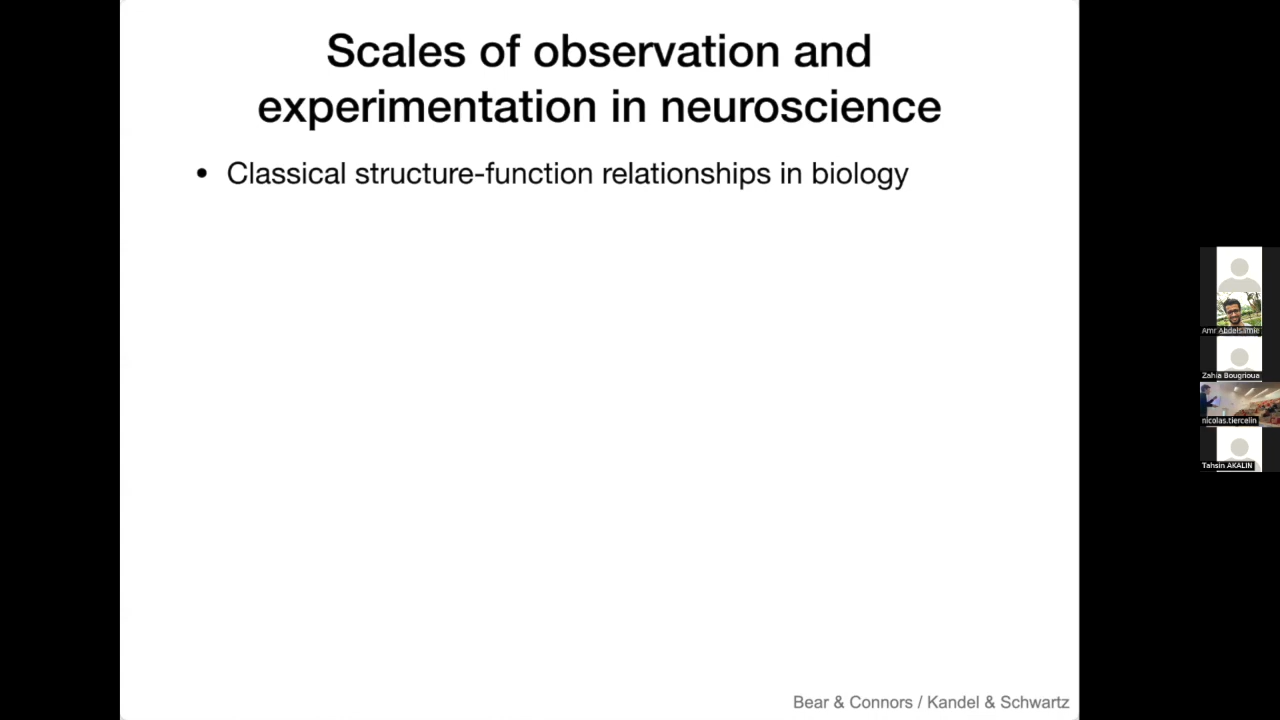 Scales of observation and
experimentation in neuroscience
• Classical structure-function relationships in biology
Amr Abdelsamie
Zahia Bougrioua
nicolas.tiercelin
Tahsin AKALIN
Bear & Connors / Kandel & Schwartz